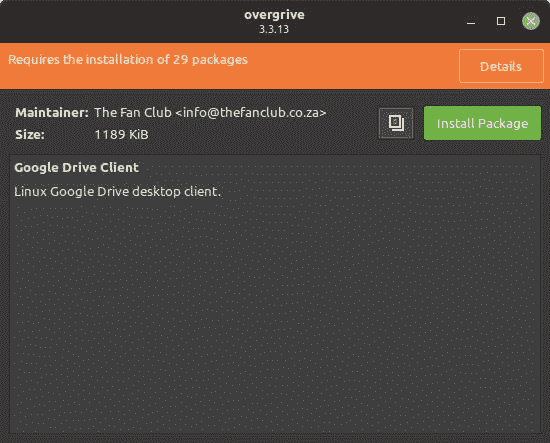 overgrive
3.3.13
Requires the installation of 29 packages
Details
Maintainer: The Fan Club <info@thefanclub.co.za>
Size: 1189 KiB
Install Package
Google Drive Client
Linux Google Drive desktop client.